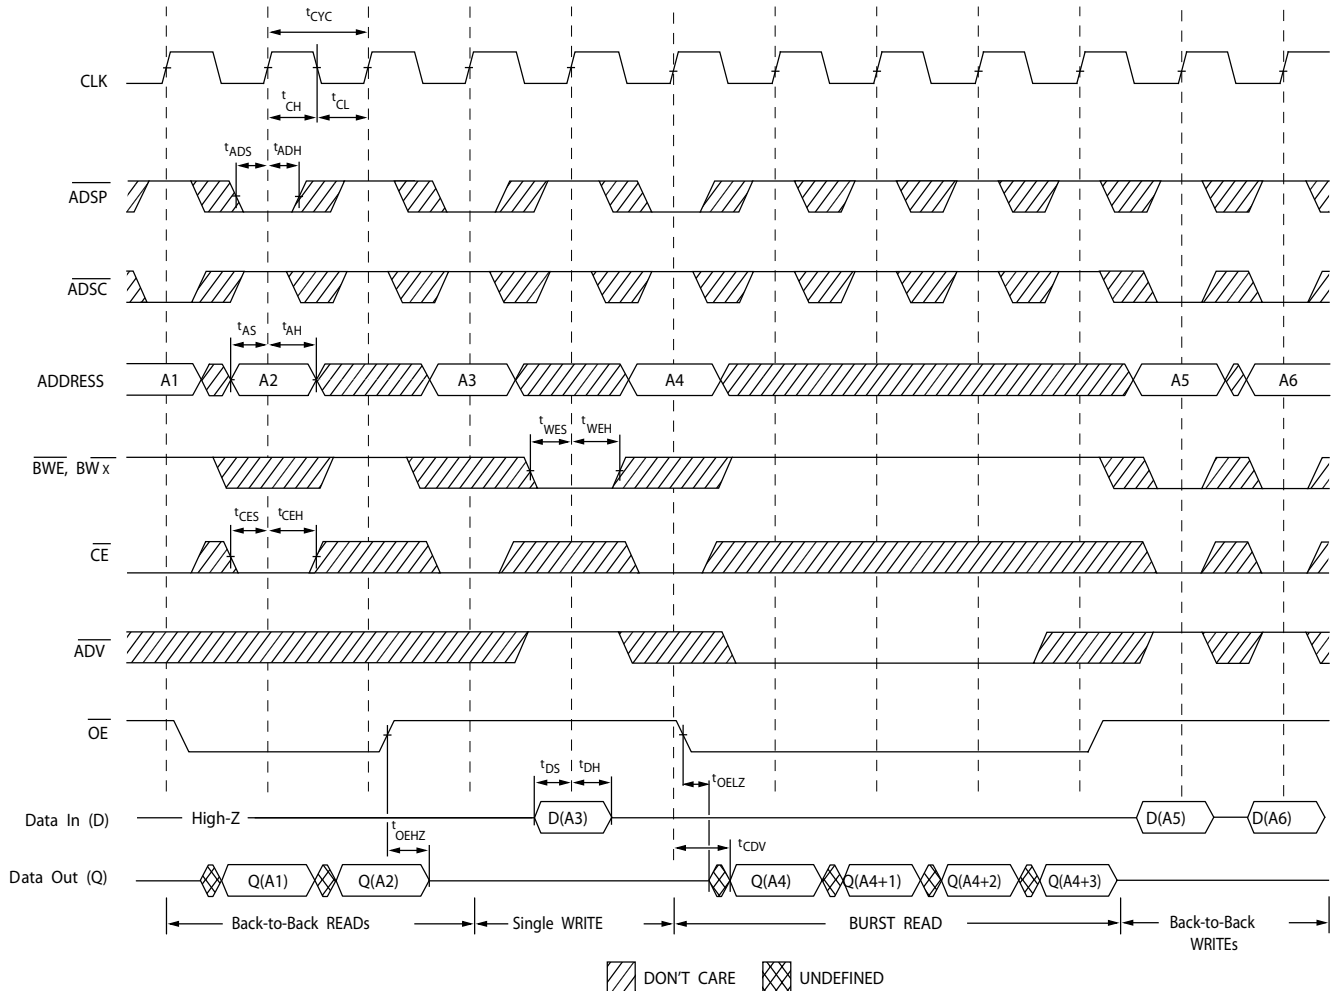 tCYC
CLK
tCH
tCL
tADS
tADH
ADSP
ADSC
tAS
tAH
ADDRESS
A1
A2
A3
A4
A5
A6
tWES
tWEH
BWE, BW X
tCES
tCEH
CE
ADV
OE
tDS
tDH
tOELZ
Data In (D)
High-Z
D(A3)
D(A5)
D(A6)
tOEHZ
tCDV
Data Out (Q)
Q(A1)
Q(A2)
Q(A4)
Q(A4+1)
Q(A4+2)
Q(A4+3)
Back-to-Back READs
Single WRITE
BURST READ
Back-to-Back
WRITEs
DON'T CARE
UNDEFINED